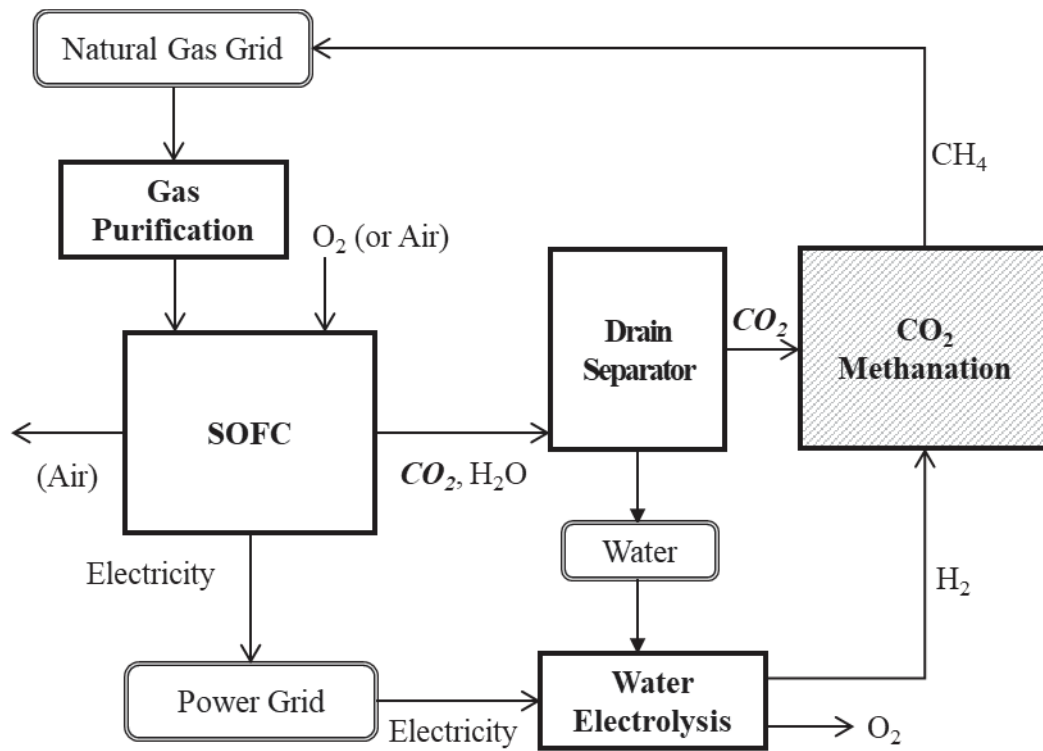 Natural Gas Grid
CH₄
Gas
Purification
O₂ (or Air)
SOFC
(Air)
CO₂, H₂O
Drain
Separator
CO₂
CO₂
Methanation
Electricity
Water
H₂
Power Grid
Electricity
Water
Electrolysis
O₂